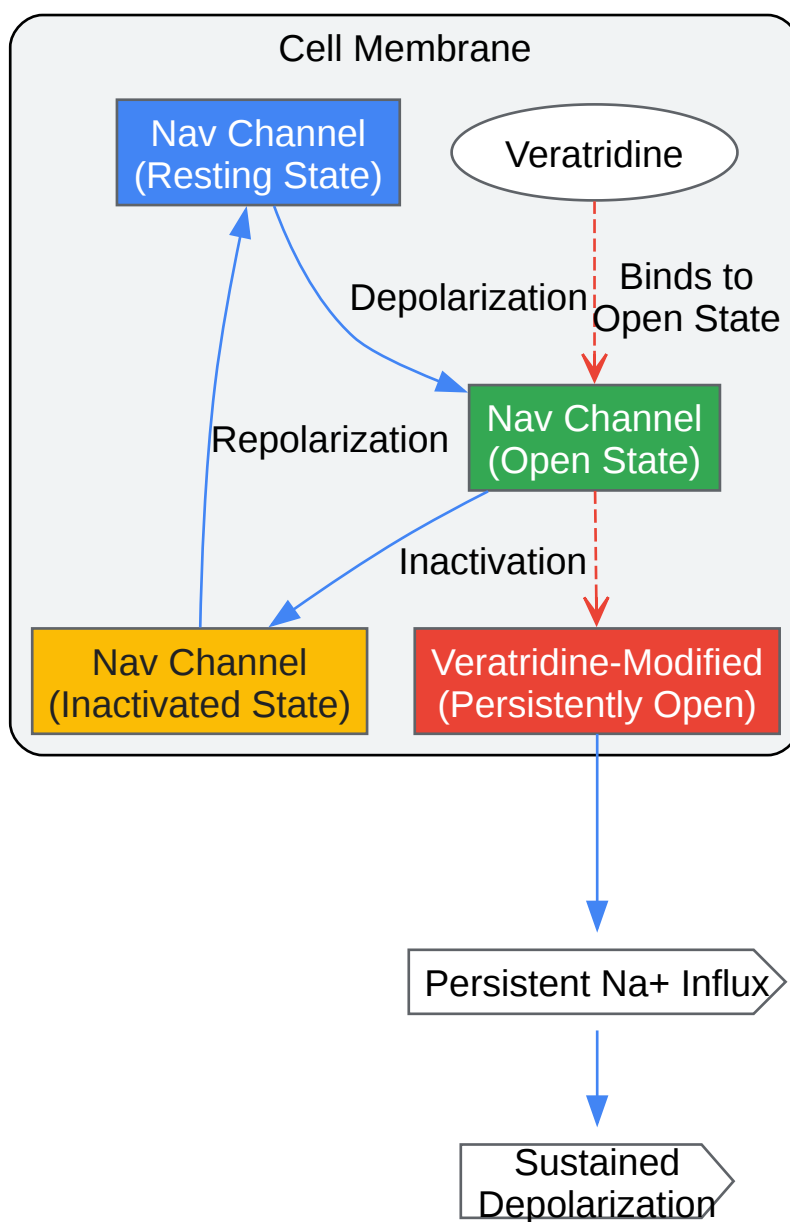 Cell Membrane
Nav Channel
(Resting State)
Veratridine
Depolarization
Binds to
Open State
Nav Channel
(Open State)
Repolarization
Inactivation
Nav Channel
(Inactivated State)
Veratridine-Modified
(Persistently Open)
Persistent Na+ Influx
Sustained
Depolarization